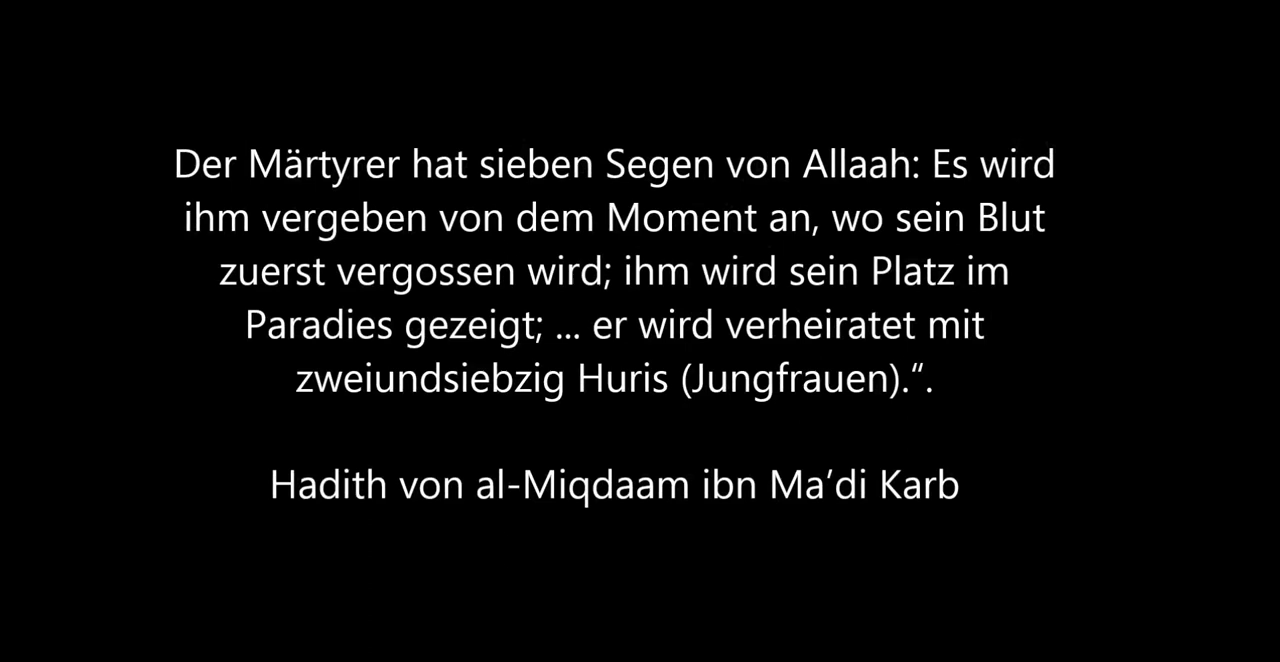 Der Märtyrer hat sieben Segen von Allaah: Es wird
ihm vergeben von dem Moment an, wo sein Blut
zuerst vergossen wird; ihm wird sein Platz im
Paradies gezeigt; ... er wird verheiratet mit
zweiundsiebzig Huris (Jungfrauen).“.
Hadith von al-Miqdaam ibn Ma’di Karb